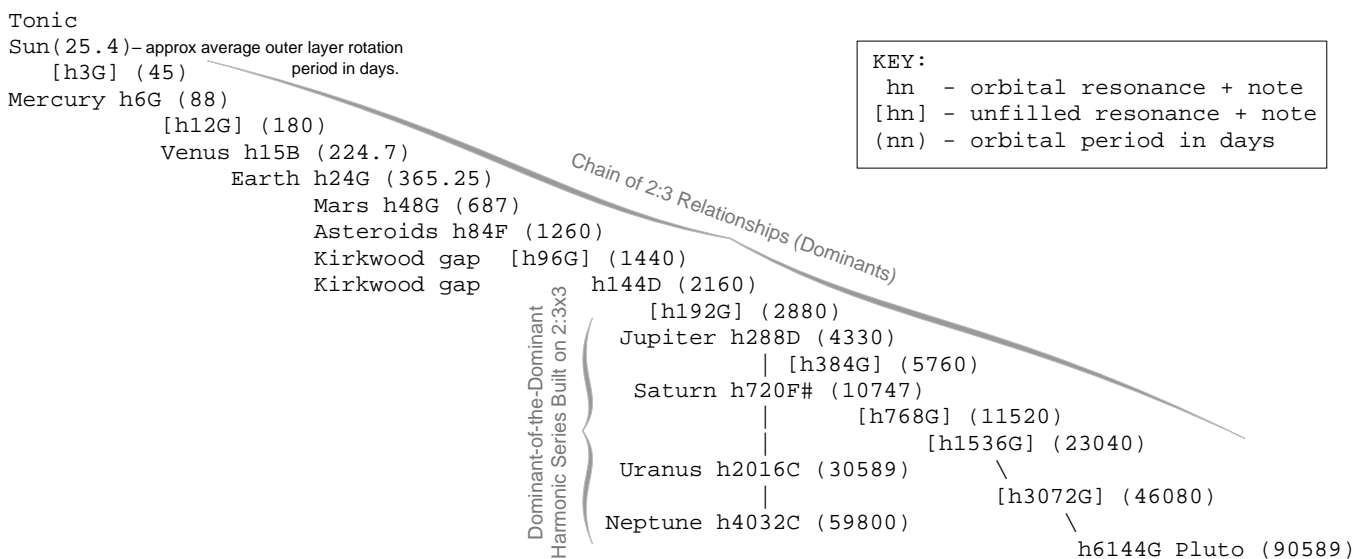 Tonic
Sun(25.4)– approx average outer layer rotation
period in days.
[h3G] (45)
Mercury h6G (88)
[h12G] (180)
Venus h15B (224.7)
Earth h24G (365.25)
Mars h48G (687)
Asteroids h84F (1260)
Kirkwood gap [h96G] (1440)
Kirkwood gap h144D (2160)
[h192G] (2880)
Jupiter h288D (4330)
| [h384G] (5760)
Saturn h720F# (10747)
| [h768G] (11520)
| [h1536G] (23040)
Uranus h2016C (30589) \
| [h3072G] (46080)
Neptune h4032C (59800) \
h6144G Pluto (90589)
KEY:
hn - orbital resonance + note
[hn] - unfilled resonance + note
(nn) - orbital period in days
Chain of 2:3 Relationships (Dominants)
Dominant-of-the-Dominant
Harmonic Series Built on 2:3x3